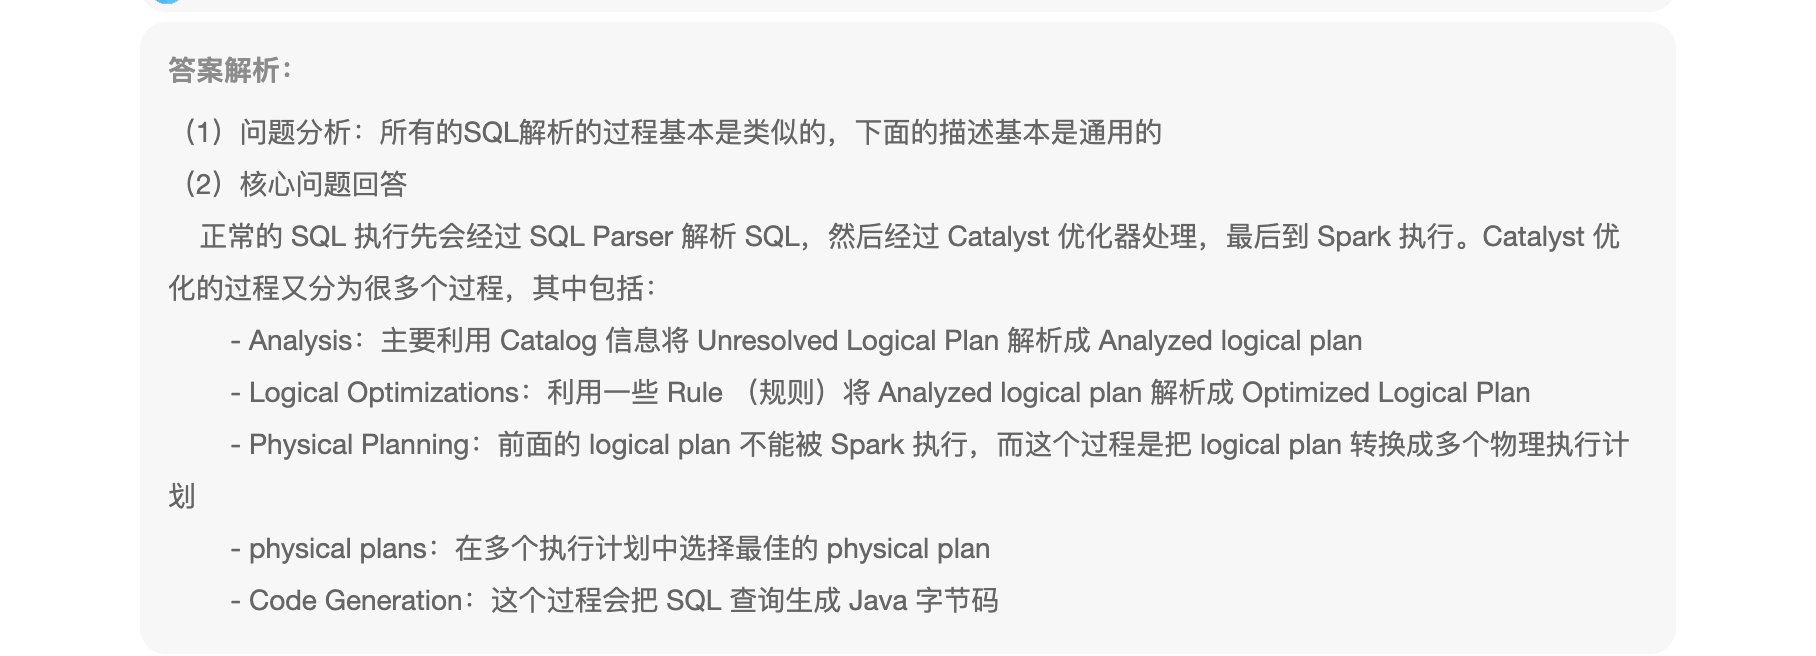 答案解析：
（1）问题分析：所有的SQL解析的过程基本是类似的，下面的描述基本是通用的
（2）核心问题回答
正常的 SQL 执行先会经过 SQL Parser 解析 SQL，然后经过 Catalyst 优化器处理，最后到 Spark 执行。Catalyst 优
化的过程又分为很多个过程，其中包括：
- Analysis：主要利用 Catalog 信息将 Unresolved Logical Plan 解析成 Analyzed logical plan
- Logical Optimizations：利用一些 Rule （规则）将 Analyzed logical plan 解析成 Optimized Logical Plan
- Physical Planning：前面的 logical plan 不能被 Spark 执行，而这个过程是把 logical plan 转换成多个物理执行计
划
- physical plans：在多个执行计划中选择最佳的 physical plan
- Code Generation：这个过程会把 SQL 查询生成 Java 字节码